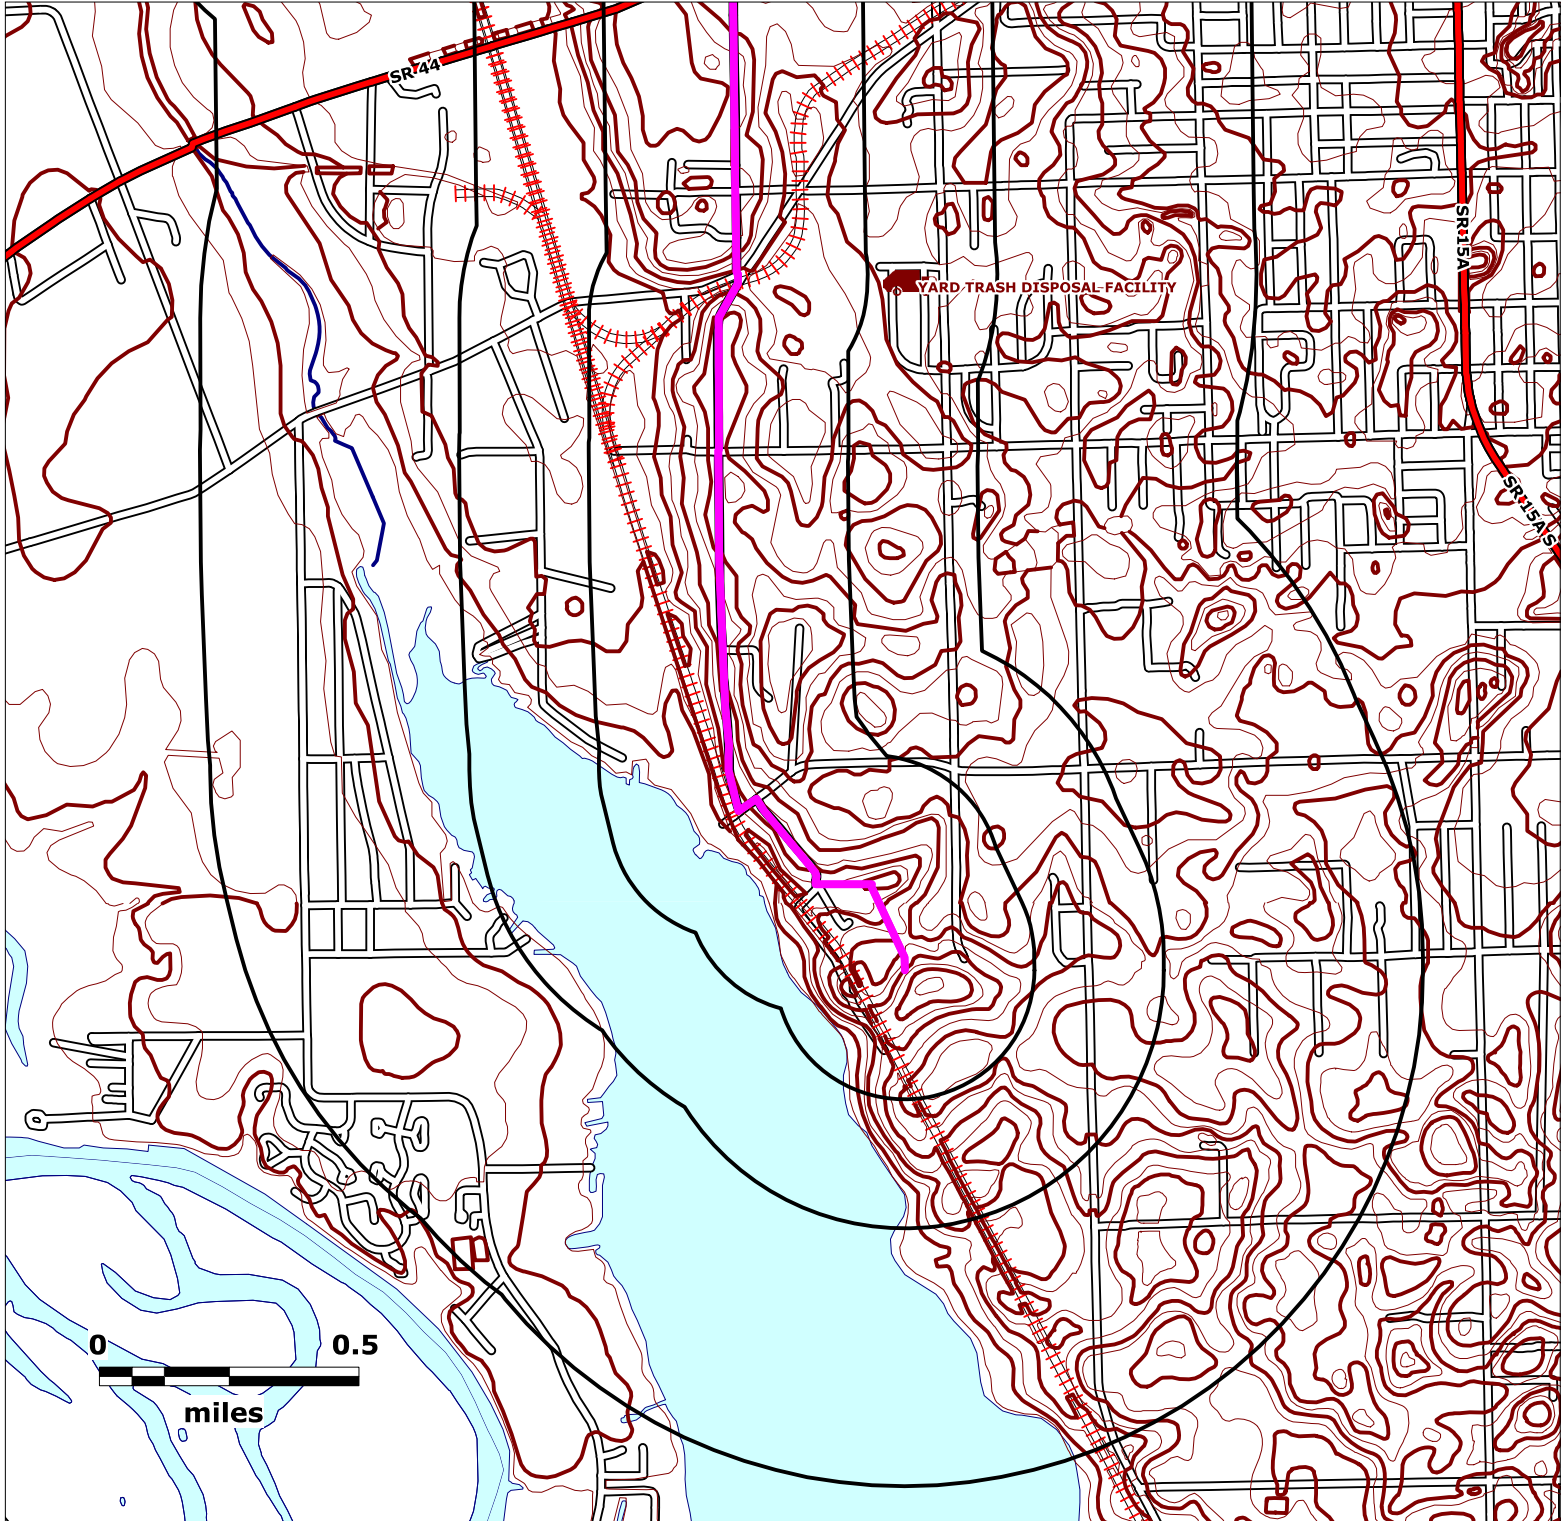 SR 44
SR 15A
YARD TRASH DISPOSAL FACILITY
SR 15A S
0 0.5
miles